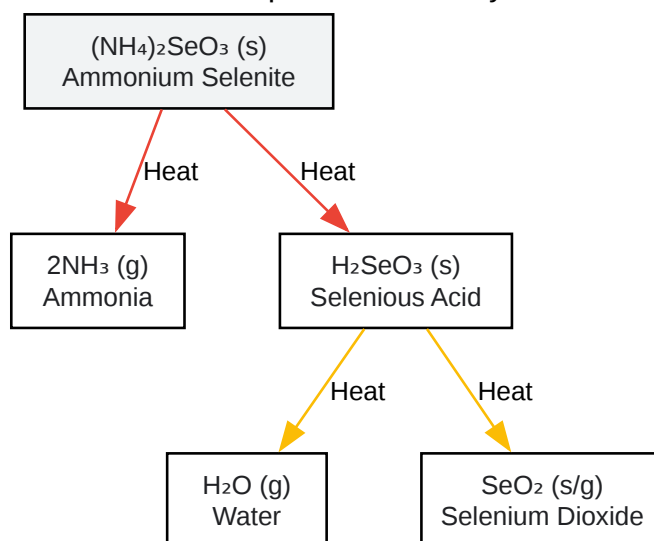 (NH₄)₂SeO₃ (s)
Ammonium Selenite
Heat
Heat
2NH₃ (g)
Ammonia
H₂SeO₃ (s)
Selenious Acid
Heat
Heat
H₂O (g)
Water
SeO₂ (s/g)
Selenium Dioxide